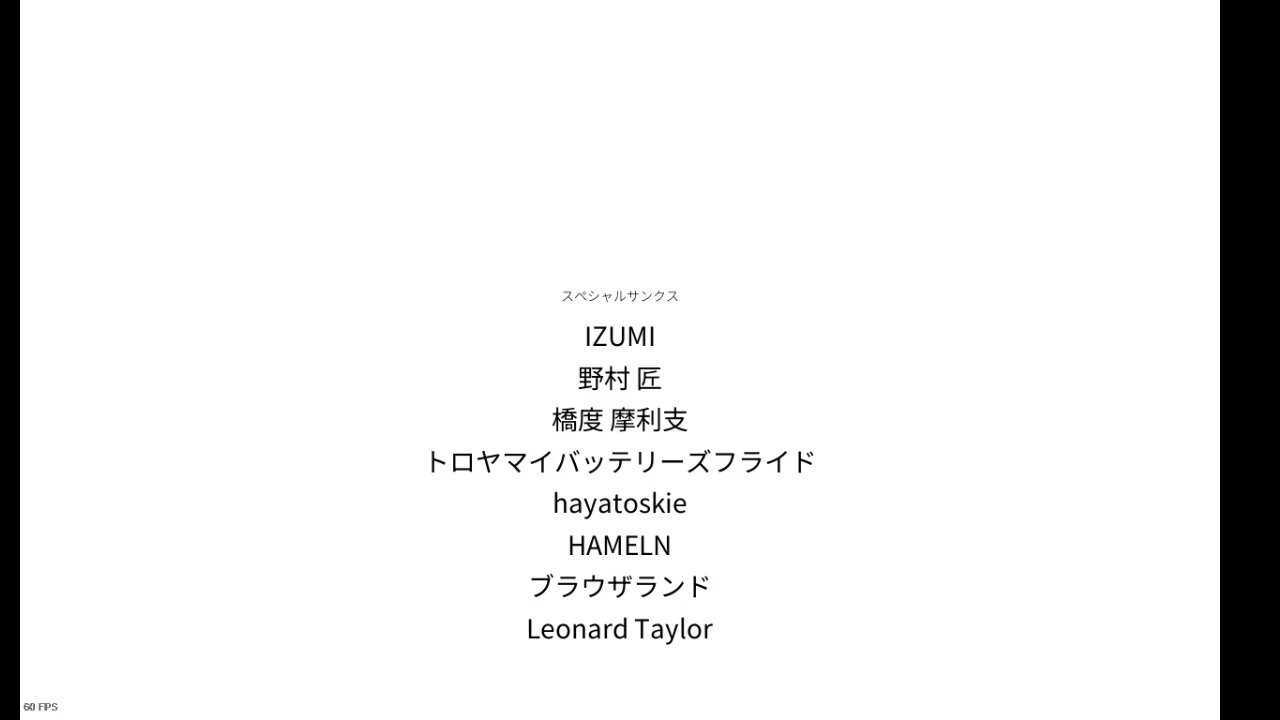 スペシャルサンクス
IZUMI
野村 匠
橋度 摩利支
トロヤマイバッテリーズフライド
hayatoskie
HAMELN
ブラウザランド
Leonard Taylor
60 FPS